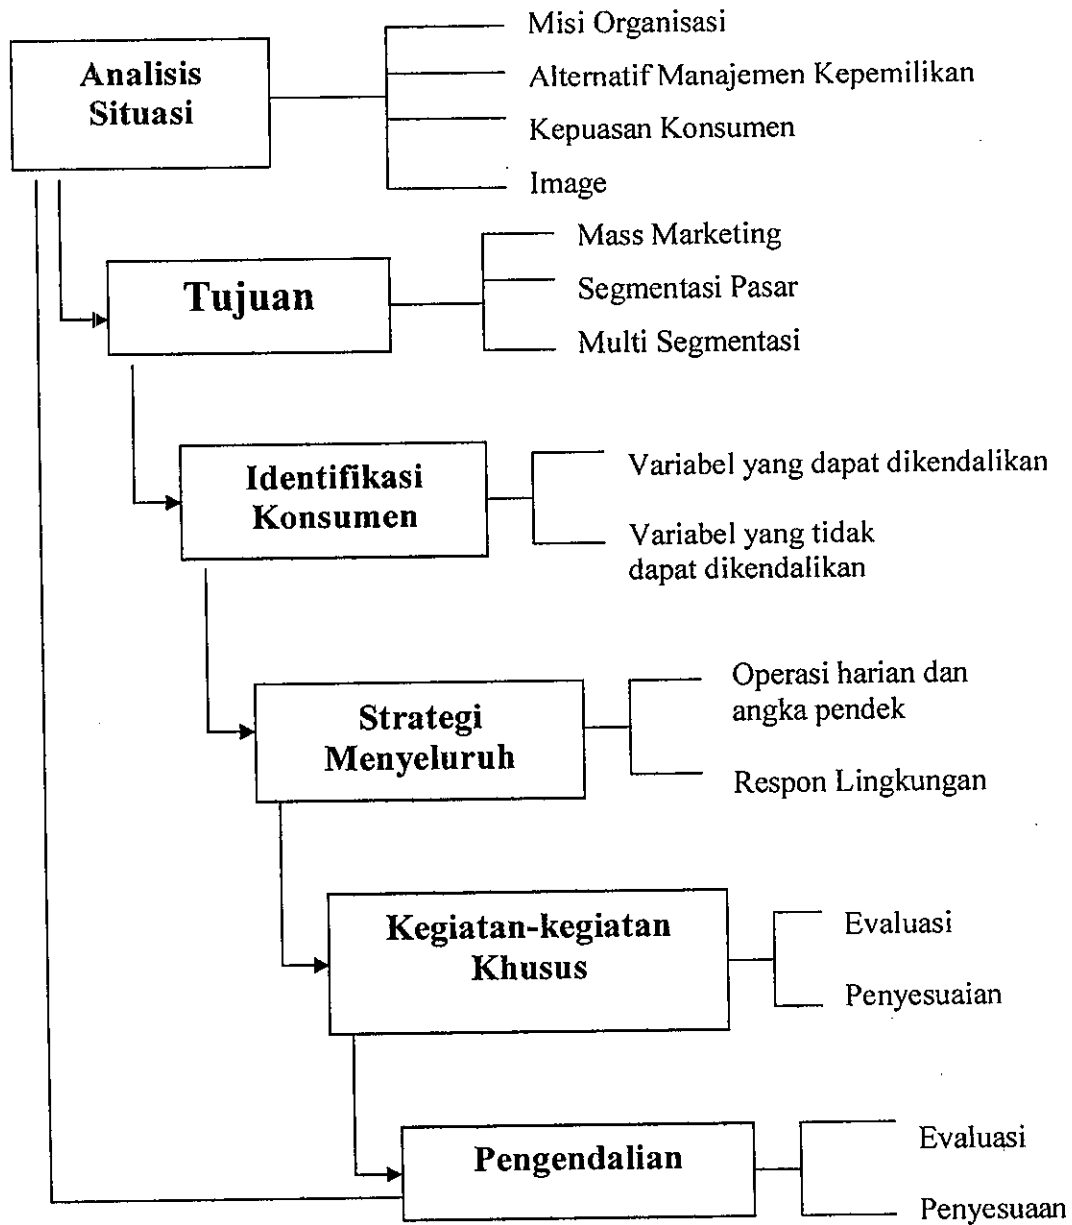 Analisis
Situasi
Misi Organisasi
Alternatif Manajemen Kepemilikan
Kepuasan Konsumen
Image
Tujuan
Mass Marketing
Segmentasi Pasar
Multi Segmentasi
Identifikasi
Konsumen
Variabel yang dapat dikendalikan
Variabel yang tidak
dapat dikendalikan
Strategi
Menyeluruh
Operasi harian dan
angka pendek
Respon Lingkungan
Kegiatan-kegiatan
Khusus
Evaluasi
Penyesuaian
Pengendalian
Evaluasi
Penyesuaan